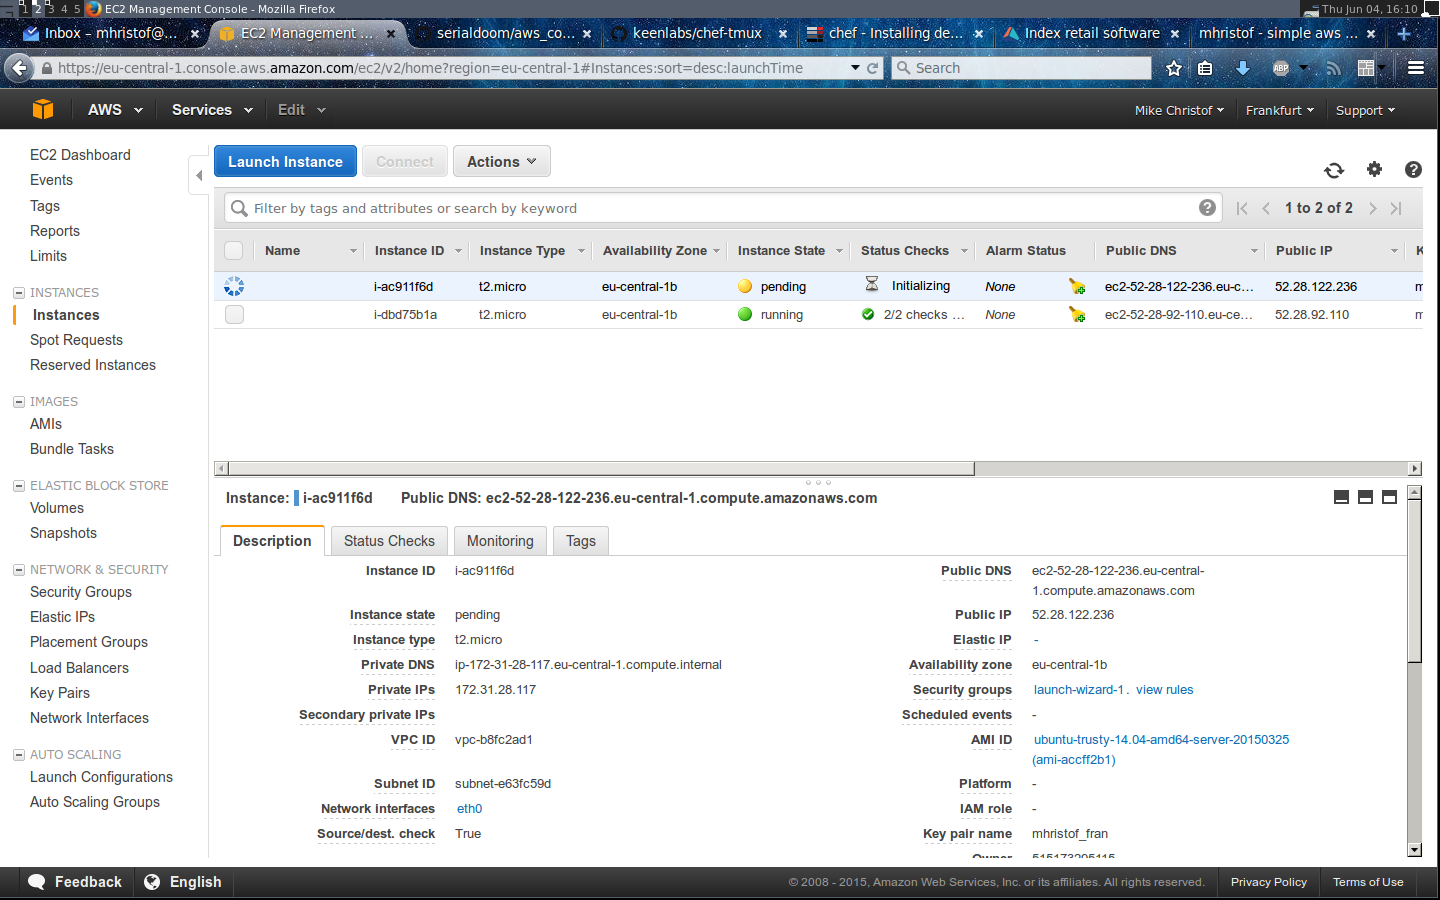 1 2 3 4 5 EC2 Management Console - Mozilla Firefox
Thu Jun 04, 16:10
Inbox – mhristof@... × EC2 Management ... × serialdoom/aws_co... × keenlabs/chef-tmux × chef - Installing de... × Index retail software × mhristof - simple aws ... ×
https://eu-central-1.console.aws.amazon.com/ec2/v2/home?region=eu-central-1#Instances:sort=desc:launchTime
Search
ABP
AWS Services Edit
Mike Christof Frankfurt Support
EC2 Dashboard
Events
Tags
Reports
Limits
INSTANCES
Instances
Spot Requests
Reserved Instances
IMAGES
AMIs
Bundle Tasks
ELASTIC BLOCK STORE
Volumes
Snapshots
NETWORK & SECURITY
Security Groups
Elastic IPs
Placement Groups
Load Balancers
Key Pairs
Network Interfaces
AUTO SCALING
Launch Configurations
Auto Scaling Groups
Launch Instance Connect Actions
Filter by tags and attributes or search by keyword
1 to 2 of 2
Name Instance ID Instance Type Availability Zone Instance State Status Checks Alarm Status Public DNS Public IP K
i-ac911f6d t2.micro eu-central-1b pending Initializing None ec2-52-28-122-236.eu-c... 52.28.122.236 m
i-dbd75b1a t2.micro eu-central-1b running 2/2 checks ... None ec2-52-28-92-110.eu-ce... 52.28.92.110 m
Instance: i-ac911f6d Public DNS: ec2-52-28-122-236.eu-central-1.compute.amazonaws.com
Description Status Checks Monitoring Tags
Instance ID i-ac911f6d
Instance state pending
Instance type t2.micro
Private DNS ip-172-31-28-117.eu-central-1.compute.internal
Private IPs 172.31.28.117
Secondary private IPs
VPC ID vpc-b8fc2ad1
Subnet ID subnet-e63fc59d
Network interfaces eth0
Source/dest. check True
Public DNS ec2-52-28-122-236.eu-central-
1.compute.amazonaws.com
Public IP 52.28.122.236
Elastic IP -
Availability zone eu-central-1b
Security groups launch-wizard-1. view rules
Scheduled events -
AMI ID ubuntu-trusty-14.04-amd64-server-20150325
(ami-accff2b1)
Platform -
IAM role -
Key pair name mhristof_fran
Owner
Feedback English
© 2008 - 2015, Amazon Web Services, Inc. or its affiliates. All rights reserved. Privacy Policy Terms of Use